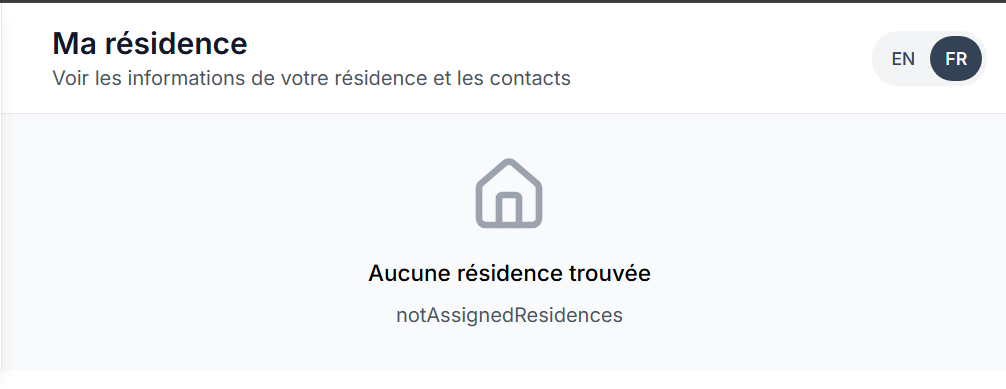 Ma résidence
Voir les informations de votre résidence et les contacts
EN FR
Aucune résidence trouvée
notAssignedResidences